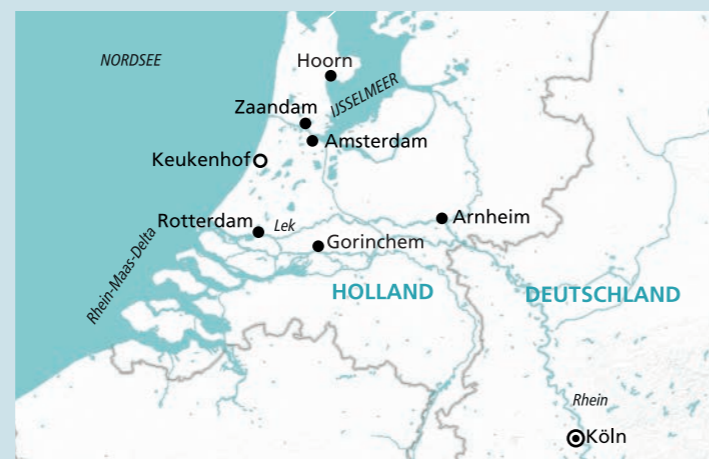 NORDSEE
Hoorn
IJSSELMEER
Zaandam
Amsterdam
Keukenhof
Rotterdam
Lek
Arnheim
Gorinchem
Rhein-Maas-Delta
HOLLAND
DEUTSCHLAND
Rhein
Köln